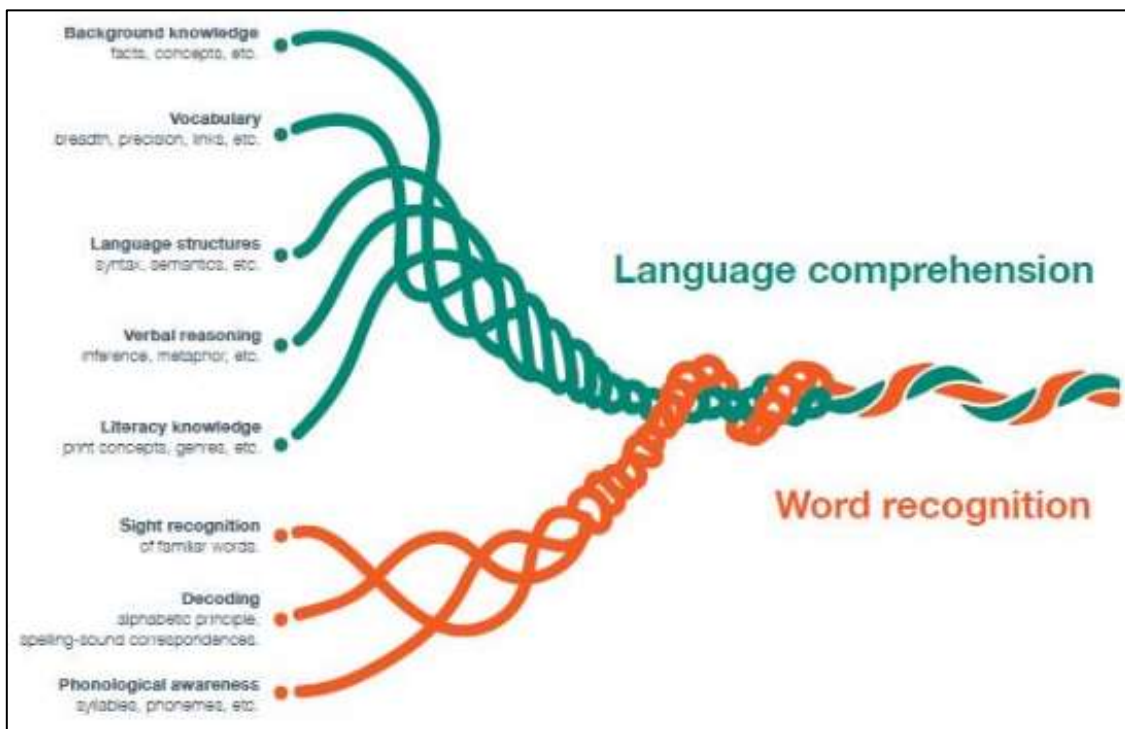 Background knowledge
facts, concepts, etc.
Vocabulary
breadth, precision, links, etc.
Language structures
syntax, semantics, etc.
Verbal reasoning
inference, metaphor, etc.
Literacy knowledge
print concepts, genres, etc.
Language comprehension
Word recognition
Sight recognition
of familiar words.
Decoding
alphabetic principle,
spelling-sound correspondences.
Phonological awareness
syllables, phonemes, etc.